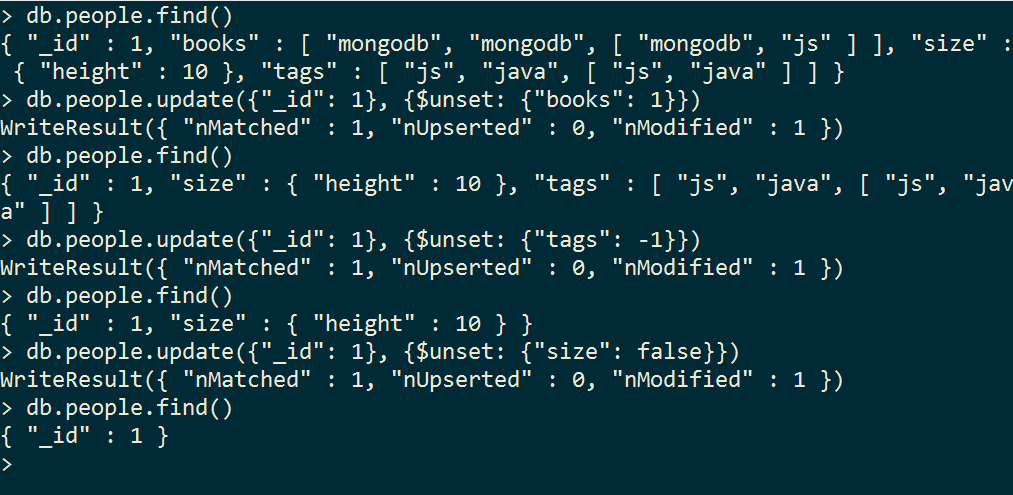 > db.people.find()
{ "_id" : 1, "books" : [ "mongodb", "mongodb", [ "mongodb", "js" ] ], "size" :
 { "height" : 10 }, "tags" : [ "js", "java", [ "js", "java" ] ] }
> db.people.update({"_id": 1}, {$unset: {"books": 1}})
WriteResult({ "nMatched" : 1, "nUpserted" : 0, "nModified" : 1 })
> db.people.find()
{ "_id" : 1, "size" : { "height" : 10 }, "tags" : [ "js", "java", [ "js", "jav
a" ] ] }
> db.people.update({"_id": 1}, {$unset: {"tags": -1}})
WriteResult({ "nMatched" : 1, "nUpserted" : 0, "nModified" : 1 })
> db.people.find()
{ "_id" : 1, "size" : { "height" : 10 } }
> db.people.update({"_id": 1}, {$unset: {"size": false}})
WriteResult({ "nMatched" : 1, "nUpserted" : 0, "nModified" : 1 })
> db.people.find()
{ "_id" : 1 }
>